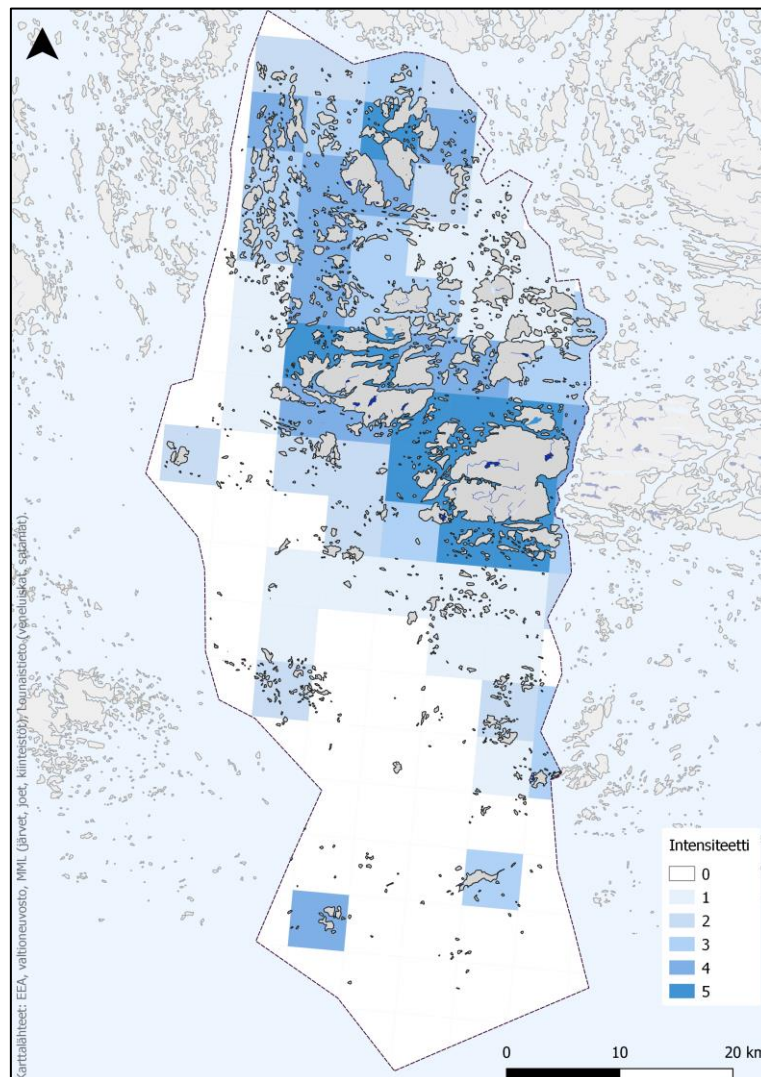 Karttalähteet: EEA, valtioneuvosto, MML (järvet, joet, kiinteistöt), Lounaistieto (veneluiskat, satamat).
Intensiteetti
0
1
2
3
4
5
0 10 20 km